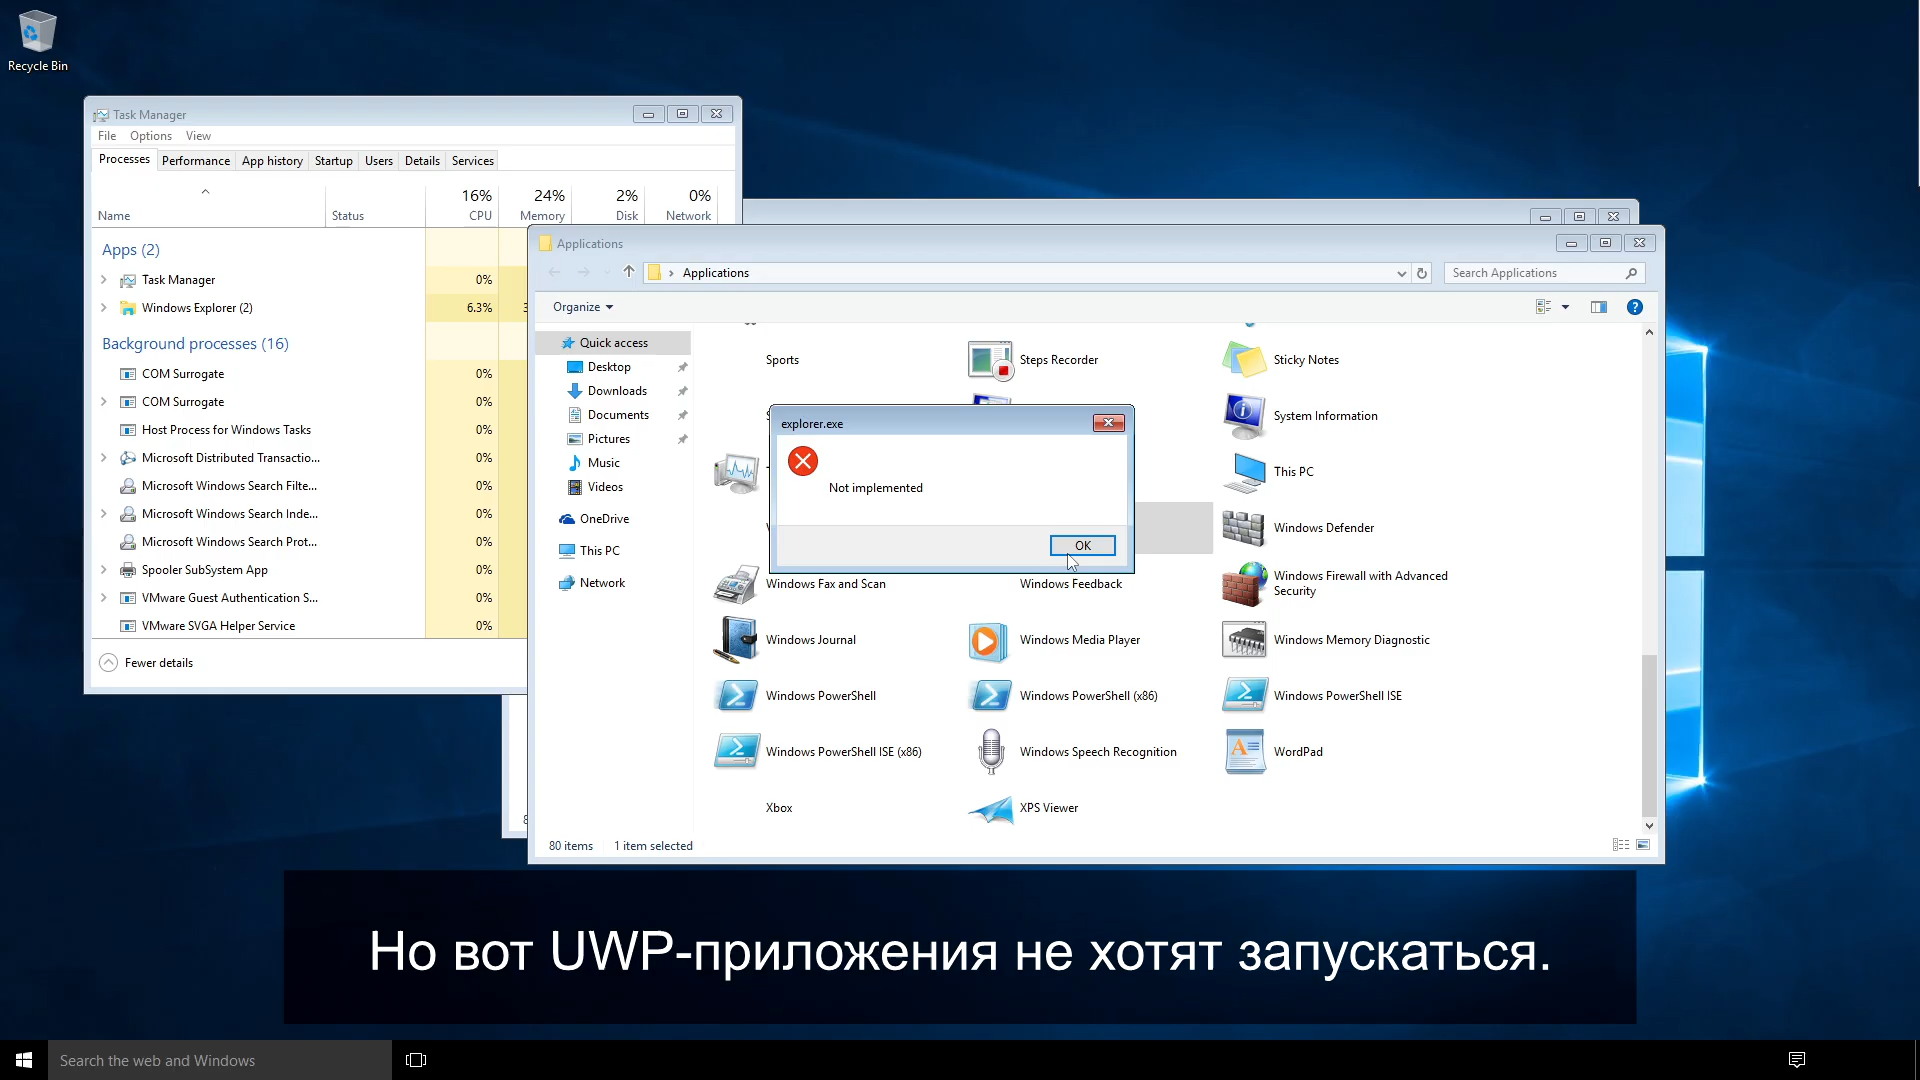 Recycle Bin
Task Manager
File Options View
Processes Performance App history Startup Users Details Services
16% 24% 2% 0%
Name Status CPU Memory Disk Network
Apps (2)
Task Manager 0%
Windows Explorer (2) 6.3%
Background processes (16)
COM Surrogate 0%
COM Surrogate 0%
Host Process for Windows Tasks 0%
Microsoft Distributed Transactio... 0%
Microsoft Windows Search Filte... 0%
Microsoft Windows Search Inde... 0%
Microsoft Windows Search Prot... 0%
Spooler SubSystem App 0%
VMware Guest Authentication S... 0%
VMware SVGA Helper Service 0%
Fewer details
Applications
Applications
Search Applications
Organize
Quick access
Desktop
Downloads
Documents
Pictures
Music
Videos
OneDrive
This PC
Network
Sports Steps Recorder Sticky Notes
System Information
This PC
Windows Defender
Windows Fax and Scan Windows Feedback Windows Firewall with Advanced
Security
Windows Journal Windows Media Player Windows Memory Diagnostic
Windows PowerShell Windows PowerShell (x86) Windows PowerShell ISE
Windows PowerShell ISE (x86) Windows Speech Recognition WordPad
Xbox XPS Viewer
80 items 1 item selected
explorer.exe
Not implemented
OK
Но вот UWP-приложения не хотят запускаться.
Search the web and Windows